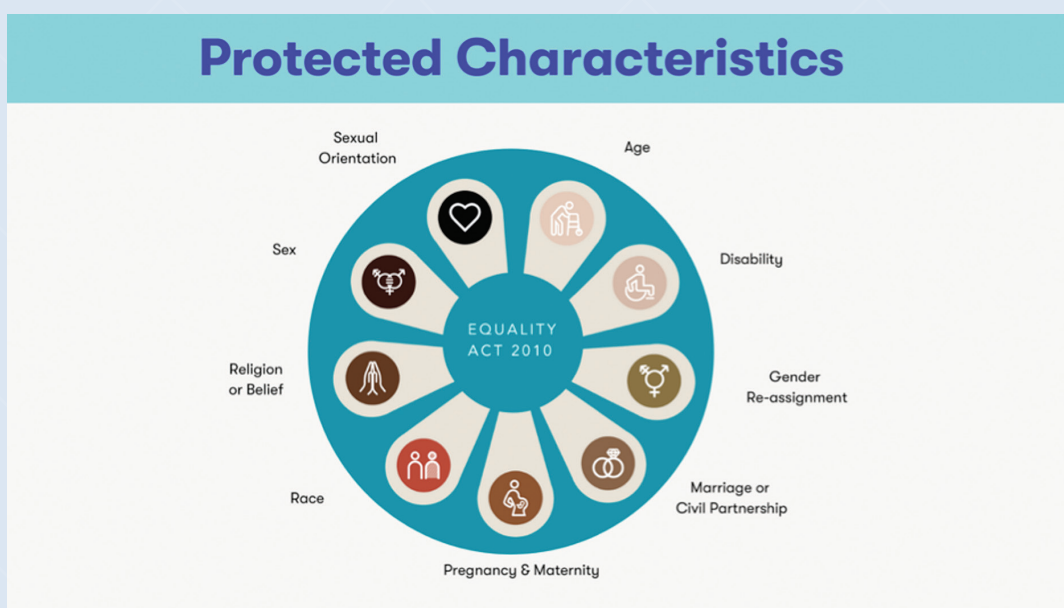 Protected Characteristics
Sexual
Orientation
Age
Sex
Disability
EQUALITY
ACT 2010
Religion
or Belief
Gender
Re-assignment
Race
Marriage or
Civil Partnership
Pregnancy & Maternity